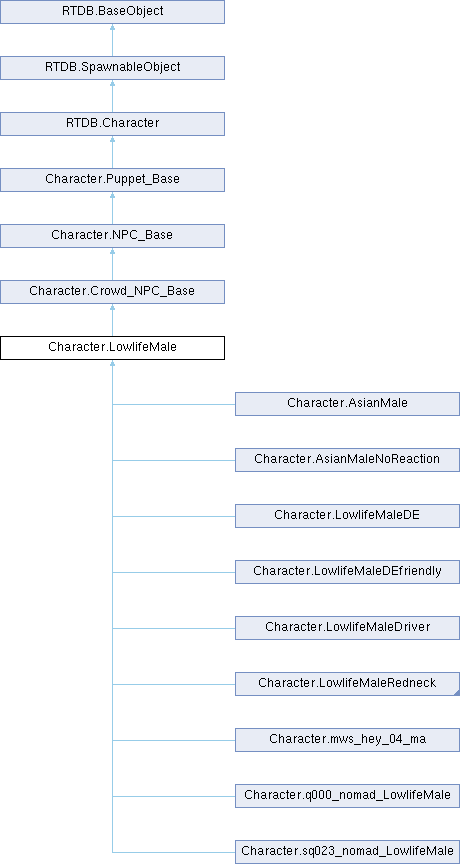 RTDB.BaseObject
RTDB.SpawnableObject
RTDB.Character
Character.Puppet_Base
Character.NPC_Base
Character.Crowd_NPC_Base
Character.LowlifeMale
Character.AsianMale
Character.AsianMaleNoReaction
Character.LowlifeMaleDE
Character.LowlifeMaleDEfriendly
Character.LowlifeMaleDriver
Character.LowlifeMaleRedneck
Character.mws_hey_04_ma
Character.q000_nomad_LowlifeMale
Character.sq023_nomad_LowlifeMale